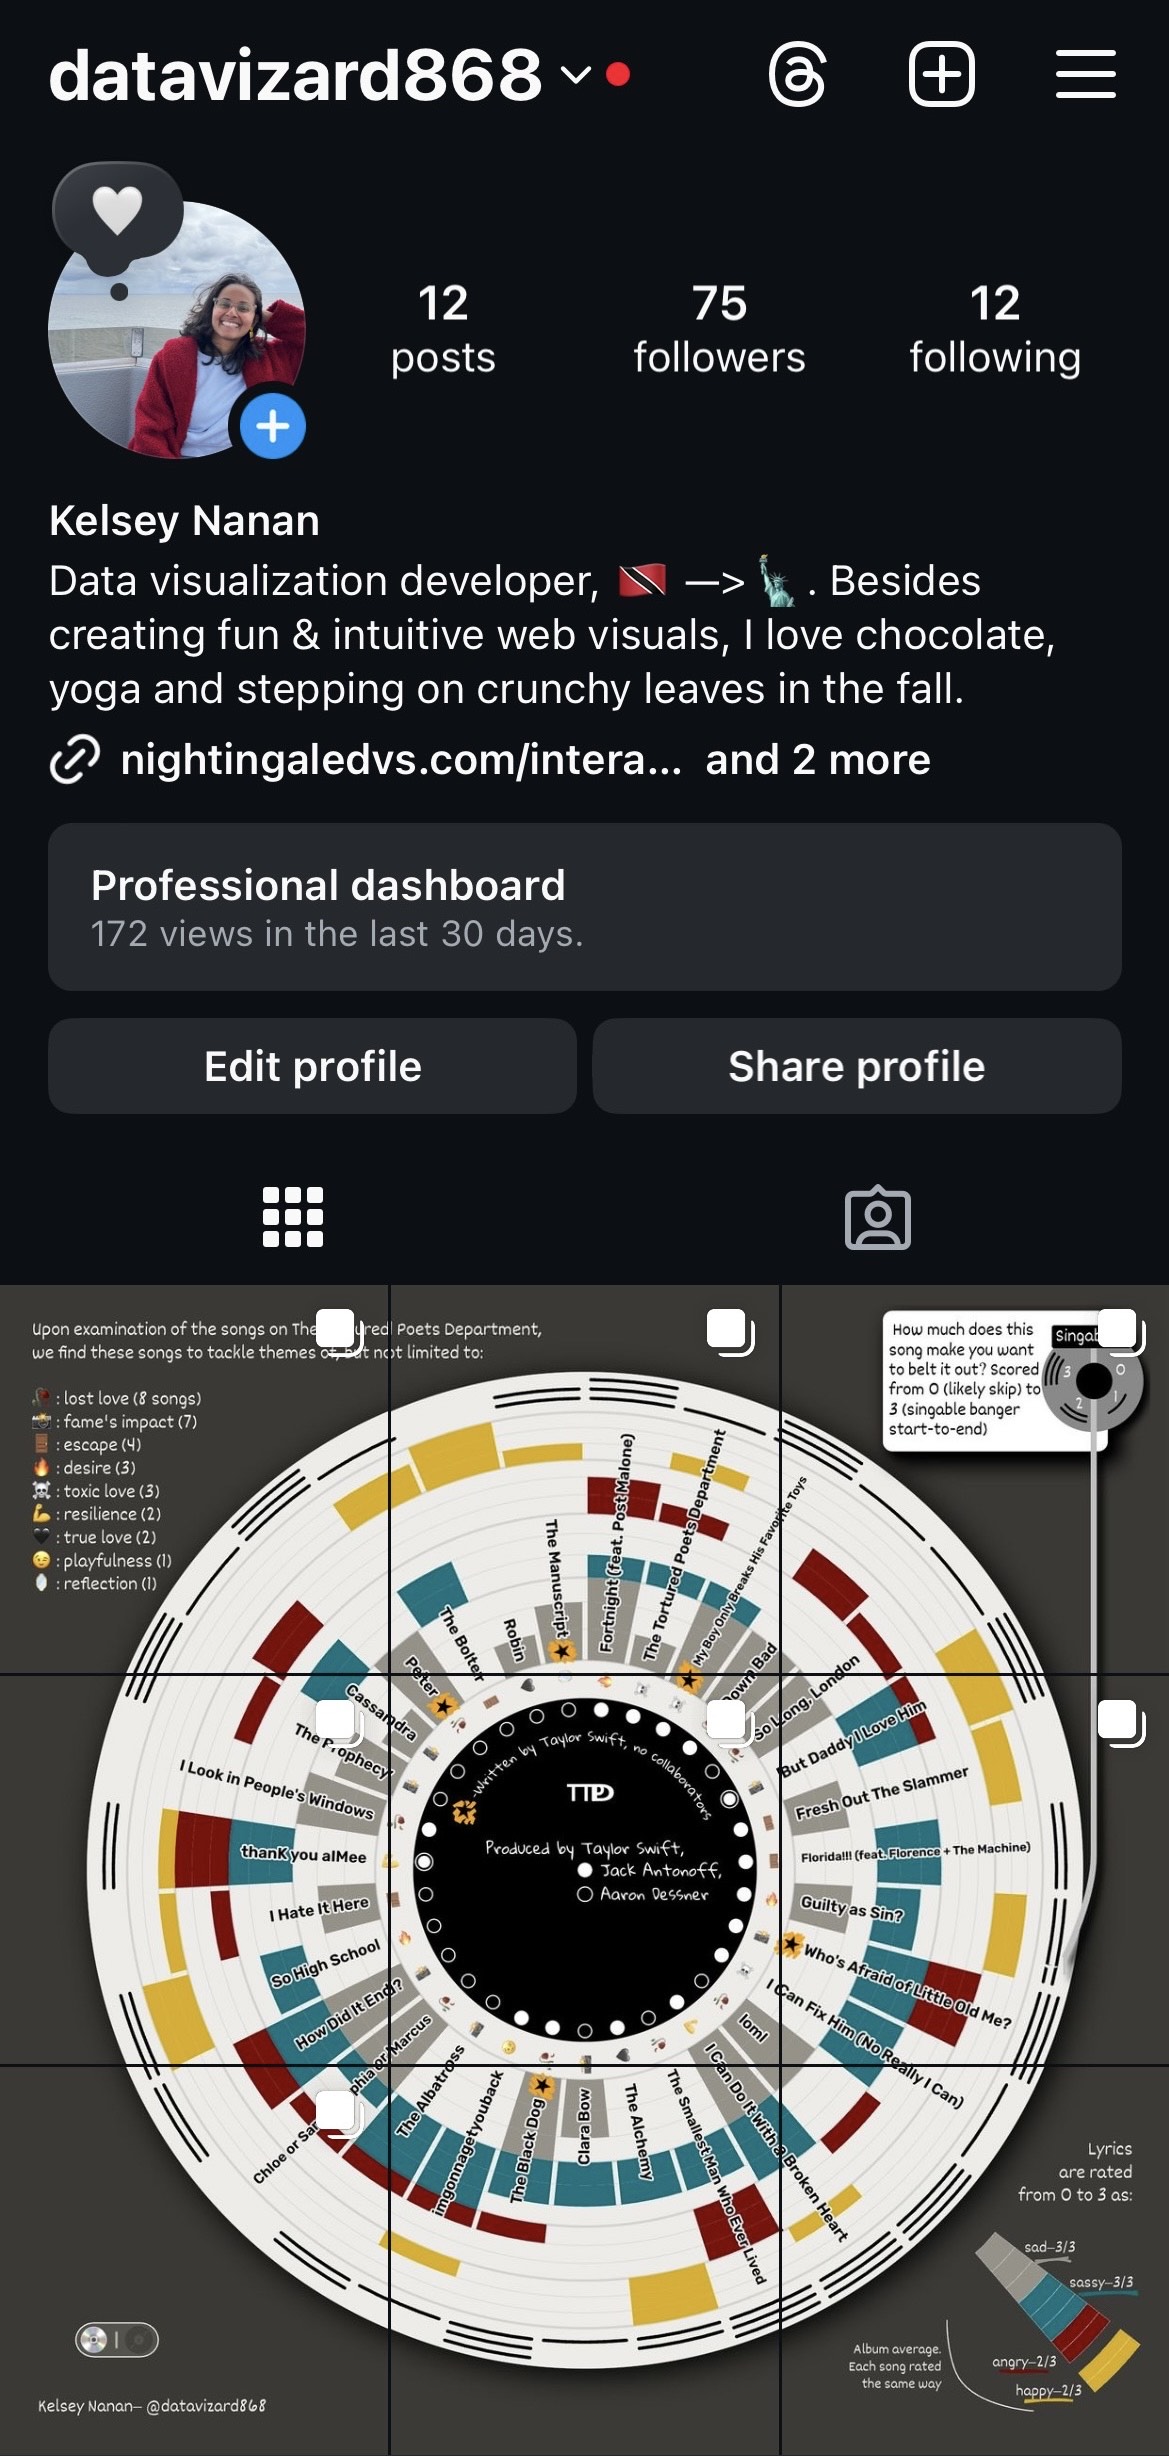 datavizard868
12
posts
75
followers
12
following
Kelsey Nanan
Data visualization developer, 🇹🇹 —>🗽 . Besides
creating fun & intuitive web visuals, I love chocolate,
yoga and stepping on crunchy leaves in the fall.
nightingaledvs.com/intera... and 2 more
Professional dashboard
172 views in the last 30 days.
Edit profile
Share profile
Upon examination of the songs on The Poets Department,
we find these songs to tackle themes of, but not limited to:
: lost love (8 songs)
: fame's impact (7)
: escape (4)
: desire (3)
: toxic love (3)
: resilience (2)
: true love (2)
: playfulness (1)
: reflection (1)
How much does this
song make you want
to belt it out? Scored
from 0 (likely skip) to
3 (singable banger
start-to-end)
3
0
2
1
Fortnight (feat. Post Malone)
The Tortured Poets Department
My Boy Only Breaks His Favorite Toys
Down Bad
So Long, London
But Daddy I Love Him
Fresh Out The Slammer
Florida!!! (feat. Florence + The Machine)
Guilty as Sin?
Who's Afraid of Little Old Me?
I Can Fix Him (No Really I Can)
loml
I Can Do It With a Broken Heart
The Smallest Man Who Ever Lived
The Alchemy
Clara Bow
The Black Dog
imgonnagetyouback
The Albatross
Chloe or phia or Marcus
How Did It End?
So High School
I Hate It Here
thanK you aIMee
I Look in People's Windows
The Prophecy
Cassandra
Peter
The Bolter
Robin
The Manuscript
Written by Taylor Swift, no collaborators
TTPD
Produced by Taylor Swift,
Jack Antonoff,
Aaron Dessner
Lyrics
are rated
from 0 to 3 as:
sad–3/3
sassy–3/3
angry–2/3
happy–2/3
Album average.
Each song rated
the same way
Kelsey Nanan– @datavizard868